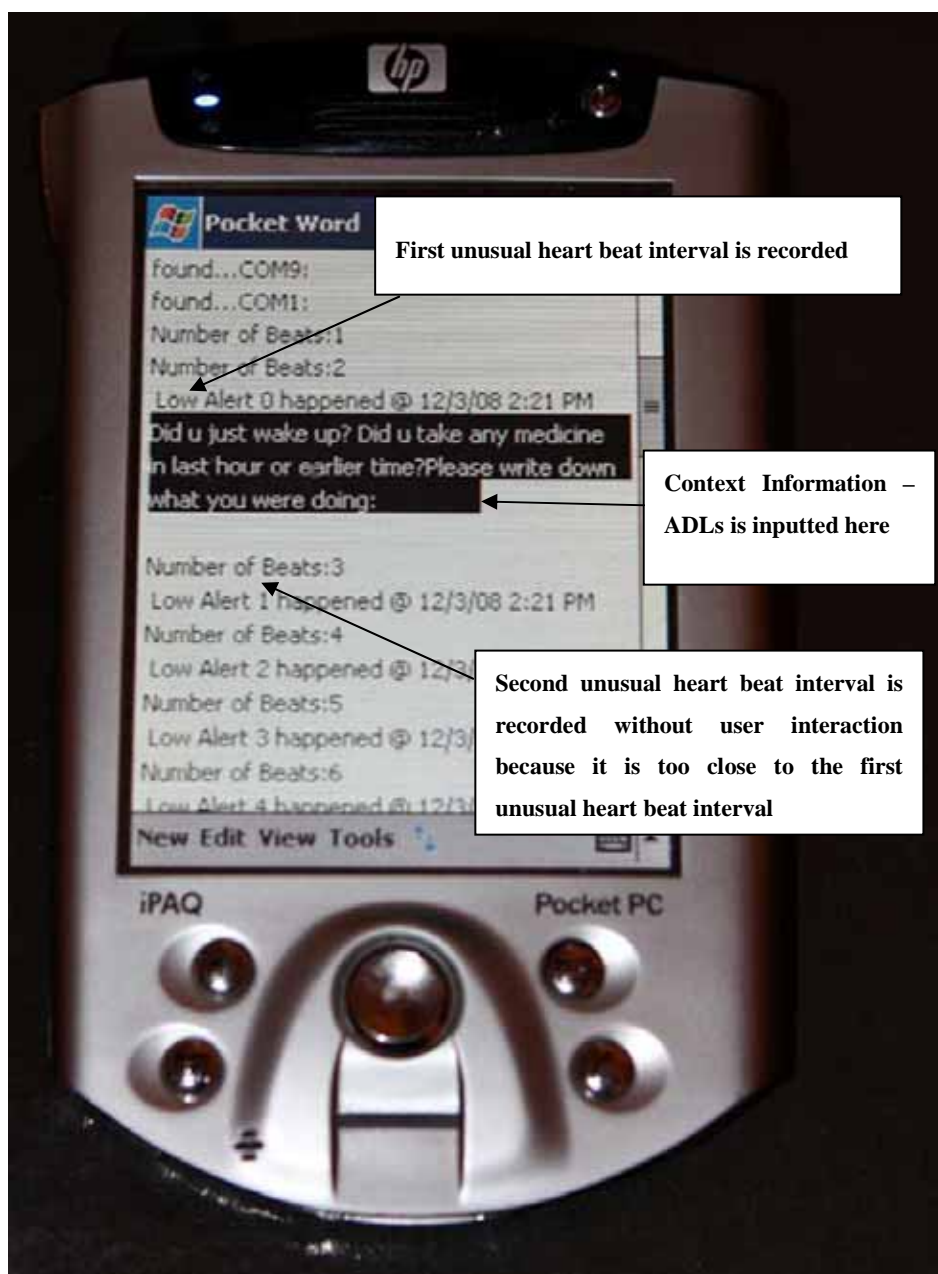 hp
Pocket Word
First unusual heart beat interval is recorded
found...COM9:
found...COM1:
Number of Beats:1
Number of Beats:2
Low Alert 0 happened @ 12/3/08 2:21 PM
Did u just wake up? Did u take any medicine
in last hour or earlier time?Please write down
what you were doing:
Context Information –
ADLs is inputted here
Number of Beats:3
Low Alert 1 happened @ 12/3/08 2:21 PM
Number of Beats:4
Low Alert 2 happened @ 12/3/
Number of Beats:5
Low Alert 3 happened @ 12/3/
Number of Beats:6
Low Alert 4 happened @ 12/3/
Second unusual heart beat interval is
recorded without user interaction
because it is too close to the first
unusual heart beat interval
New Edit View Tools
iPAQ
Pocket PC